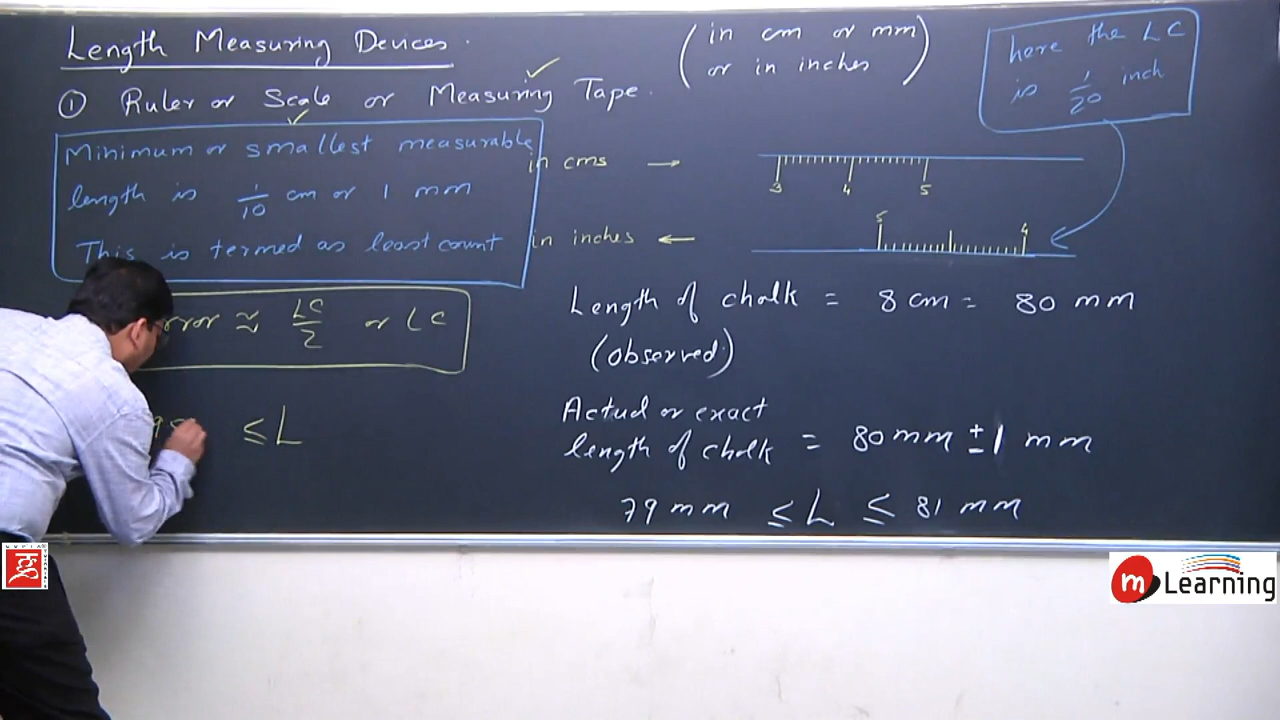 Length Measuring Devices.
(in cm or mm
or in inches)
① Ruler or Scale or Measuring Tape.
here the LC
is 1/20 inch
Minimum or smallest measurable
length is 1/10 cm or 1 mm
This is termed as least count
in cms →
3 4 5
in inches ←
5 4
rror ≅ LC/2 or LC
≤ L
Length of chalk = 8 cm = 80 mm
(observed)
Actual or exact
length of chalk = 80 mm ± 1 mm
79 mm ≤ L ≤ 81 mm
m Learning